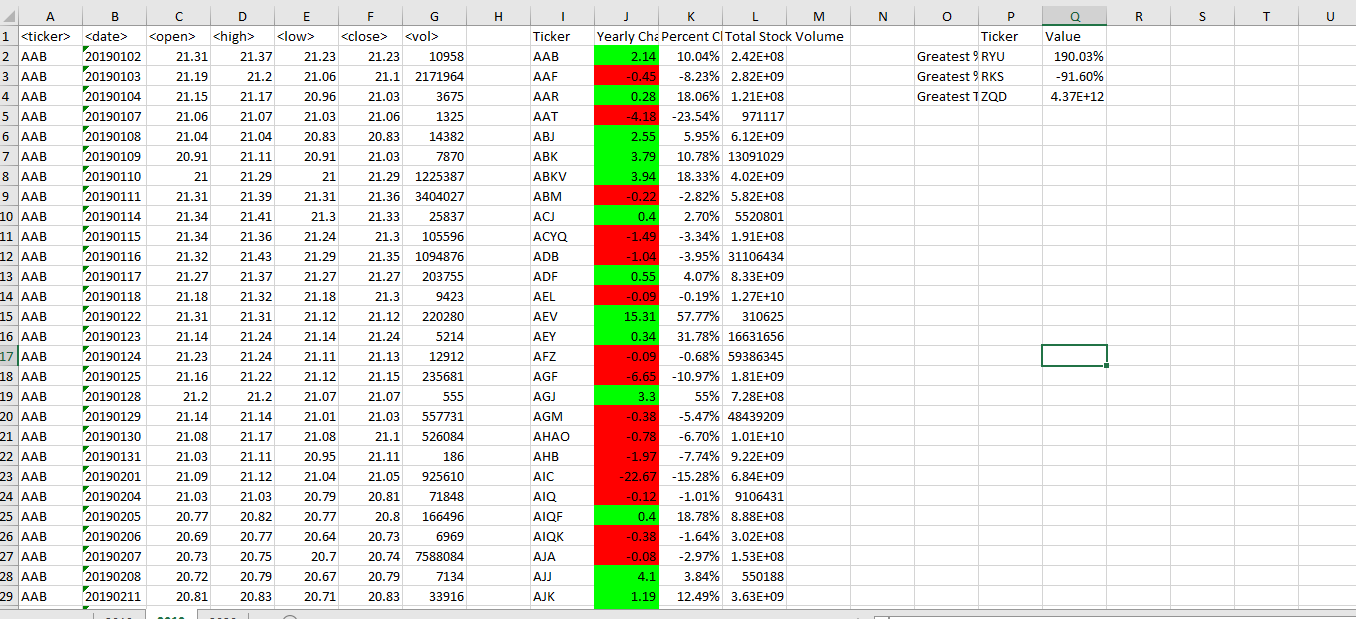 A B C D E F G H I J K L M N O P Q R S T U
1 <ticker> <date> <open> <high> <low> <close> <vol> Ticker Yearly Cha Percent Cl Total Stock Volume Ticker Value
2 AAB 20190102 21.31 21.37 21.23 21.23 10958 AAB 2.14 10.04% 2.42E+08 Greatest % RYU 190.03%
3 AAB 20190103 21.19 21.2 21.06 21.1 2171964 AAF -0.45 -8.23% 2.82E+09 Greatest % RKS -91.60%
4 AAB 20190104 21.15 21.17 20.96 21.03 3675 AAR 0.28 18.06% 1.21E+08 Greatest T ZQD 4.37E+12
5 AAB 20190107 21.06 21.07 21.03 21.06 1325 AAT -4.18 -23.54% 971117
6 AAB 20190108 21.04 21.04 20.83 20.83 14382 ABJ 2.55 5.95% 6.12E+09
7 AAB 20190109 20.91 21.11 20.91 21.03 7870 ABK 3.79 10.78% 13091029
8 AAB 20190110 21 21.29 21 21.29 1225387 ABKV 3.94 18.33% 4.02E+09
9 AAB 20190111 21.31 21.39 21.31 21.36 3404027 ABM -0.22 -2.82% 5.82E+08
10 AAB 20190114 21.34 21.41 21.3 21.33 25837 ACJ 0.4 2.70% 5520801
11 AAB 20190115 21.34 21.36 21.24 21.3 105596 ACYQ -1.49 -3.34% 1.91E+08
12 AAB 20190116 21.32 21.43 21.29 21.35 1094876 ADB -1.04 -3.95% 31106434
13 AAB 20190117 21.27 21.37 21.27 21.27 203755 ADF 0.55 4.07% 8.33E+09
14 AAB 20190118 21.18 21.32 21.18 21.3 9423 AEL -0.09 -0.19% 1.27E+10
15 AAB 20190122 21.31 21.31 21.12 21.12 220280 AEV 15.31 57.77% 310625
16 AAB 20190123 21.14 21.24 21.14 21.24 5214 AEY 0.34 31.78% 16631656
17 AAB 20190124 21.23 21.24 21.11 21.13 12912 AFZ -0.09 -0.68% 59386345
18 AAB 20190125 21.16 21.22 21.12 21.15 235681 AGF -6.65 -10.97% 1.81E+09
19 AAB 20190128 21.2 21.2 21.07 21.07 555 AGJ 3.3 55% 7.28E+08
20 AAB 20190129 21.14 21.14 21.01 21.03 557731 AGM -0.38 -5.47% 48439209
21 AAB 20190130 21.08 21.17 21.08 21.1 526084 AHAO -0.78 -6.70% 1.01E+10
22 AAB 20190131 21.03 21.11 20.95 21.11 186 AHB -1.97 -7.74% 9.22E+09
23 AAB 20190201 21.09 21.12 21.04 21.05 925610 AIC -22.67 -15.28% 6.84E+09
24 AAB 20190204 21.03 21.03 20.79 20.81 71848 AIQ -0.12 -1.01% 9106431
25 AAB 20190205 20.77 20.82 20.77 20.8 166496 AIQF 0.4 18.78% 8.88E+08
26 AAB 20190206 20.69 20.77 20.64 20.73 6969 AIQK -0.38 -1.64% 3.02E+08
27 AAB 20190207 20.73 20.75 20.7 20.74 7588084 AJA -0.08 -2.97% 1.53E+08
28 AAB 20190208 20.72 20.79 20.67 20.79 7134 AJJ 4.1 3.84% 550188
29 AAB 20190211 20.81 20.83 20.71 20.83 33916 AJK 1.19 12.49% 3.63E+09